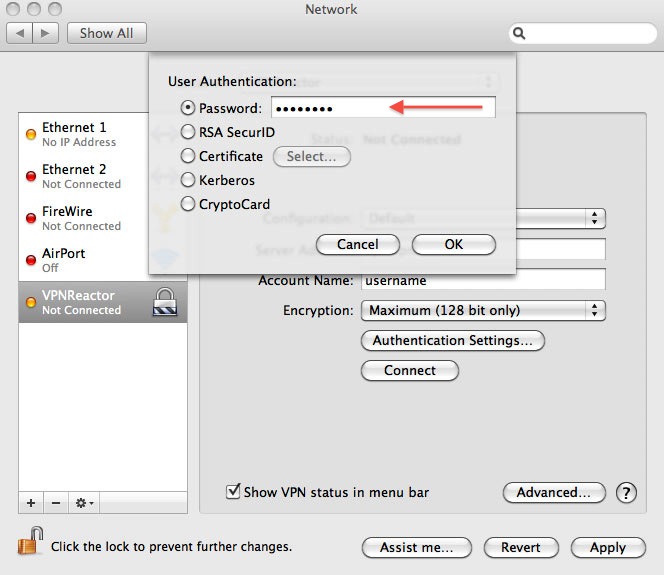 Network
Show All
User Authentication:
Password: ••••••••
RSA SecurID
Certificate Select...
Kerberos
CryptoCard
Cancel OK
Ethernet 1
No IP Address
Ethernet 2
Not Connected
FireWire
Not Connected
AirPort
Off
VPNReactor
Not Connected
Status: Not Connected
Configuration: Default
Account Name: username
Encryption: Maximum (128 bit only)
Authentication Settings...
Connect
Show VPN status in menu bar
Advanced... ?
Click the lock to prevent further changes.
Assist me... Revert Apply